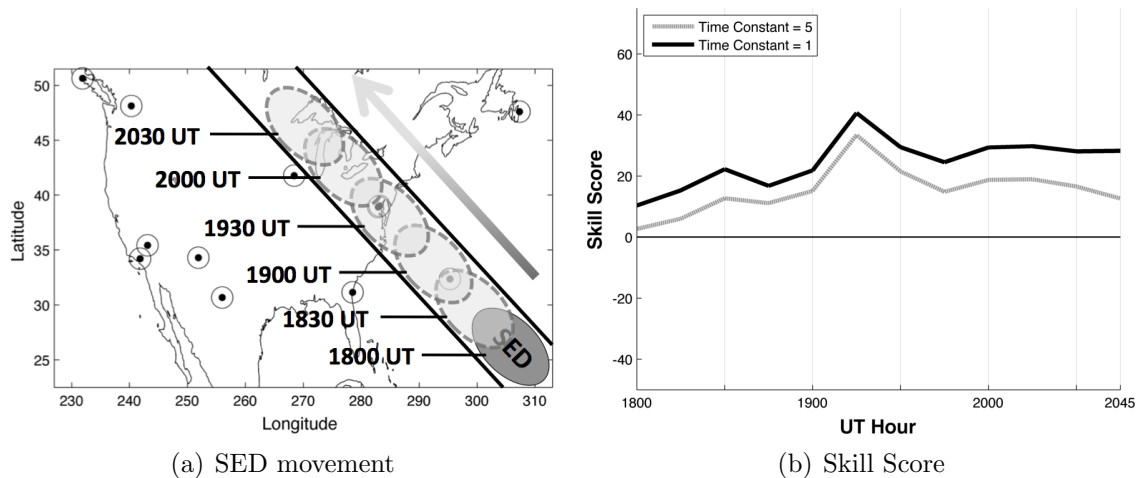 50
45
40
35
30
25
Latitude
230
240
250
260
270
280
290
300
310
Longitude
2030 UT
2000 UT
1930 UT
1900 UT
1830 UT
1800 UT
SED
(a) SED movement
Time Constant = 5
Time Constant = 1
60
40
20
0
-20
-40
Skill Score
1800
1900
2000
2045
UT Hour
(b) Skill Score